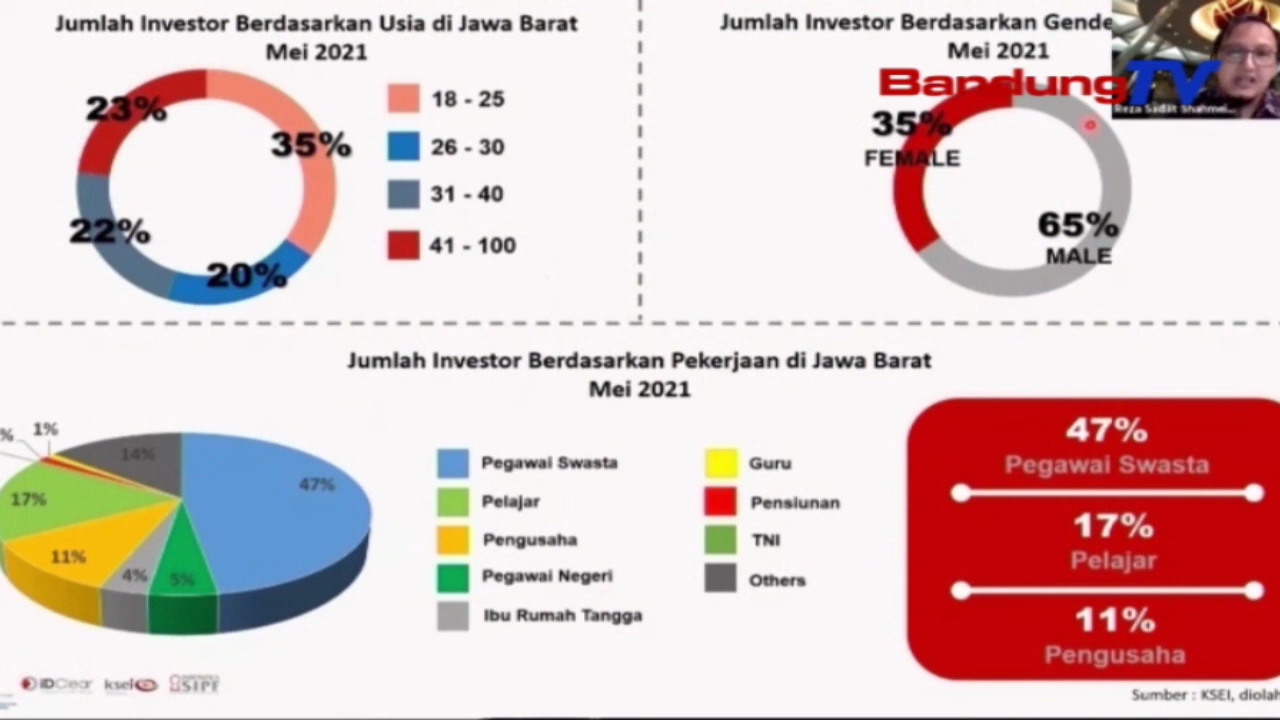 Jumlah Investor Berdasarkan Usia di Jawa Barat
Mei 2021
23%
35%
22%
20%
18 - 25
26 - 30
31 - 40
41 - 100
Jumlah Investor Berdasarkan Gende
Mei 2021
BandungTV
35%
FEMALE
65%
MALE
Jumlah Investor Berdasarkan Pekerjaan di Jawa Barat
Mei 2021
%
1%
14%
47%
17%
11%
4%
5%
Pegawai Swasta
Pelajar
Pengusaha
Pegawai Negeri
Ibu Rumah Tangga
Guru
Pensiunan
TNI
Others
47%
Pegawai Swasta
17%
Pelajar
11%
Pengusaha
iDClear
ksei
SIPF
Sumber : KSEI, diolah